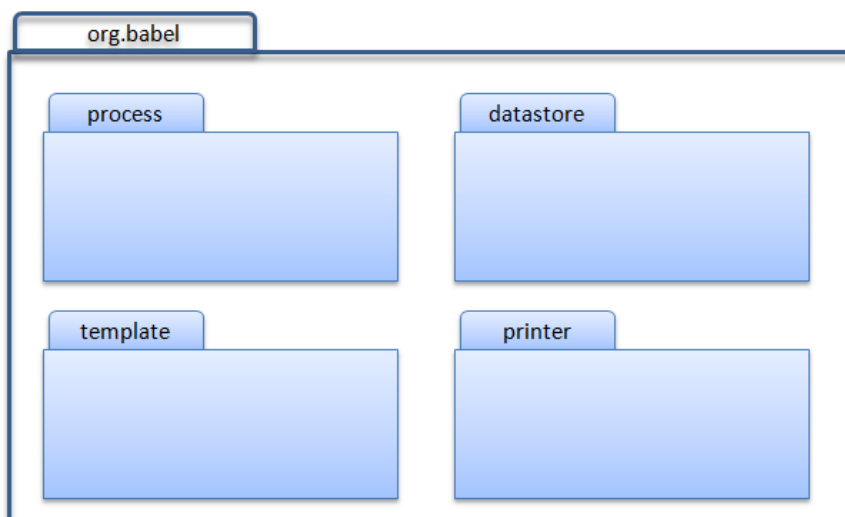 org.babel
process
datastore
template
printer